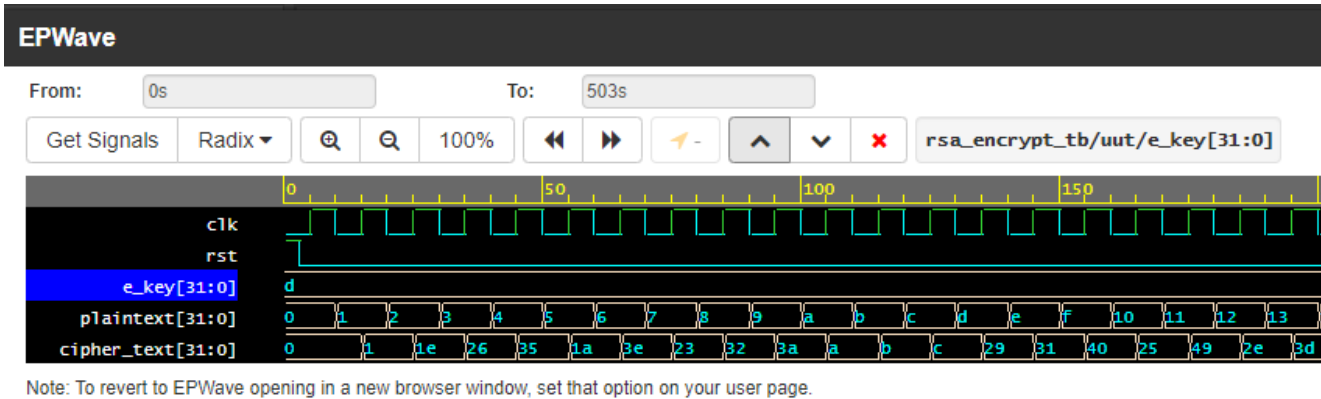 EPWave
From: 0s To: 503s
Get Signals Radix 100% - rsa_encrypt_tb/uut/e_key[31:0]
0 50 100 150
clk
rst
e_key[31:0] d
plaintext[31:0] 0 1 2 3 4 5 6 7 8 9 a b c d e f 10 11 12 13
cipher_text[31:0] 0 1 1e 26 35 1a 3e 23 32 3a a b c 29 31 40 25 49 2e 3d
Note: To revert to EPWave opening in a new browser window, set that option on your user page.